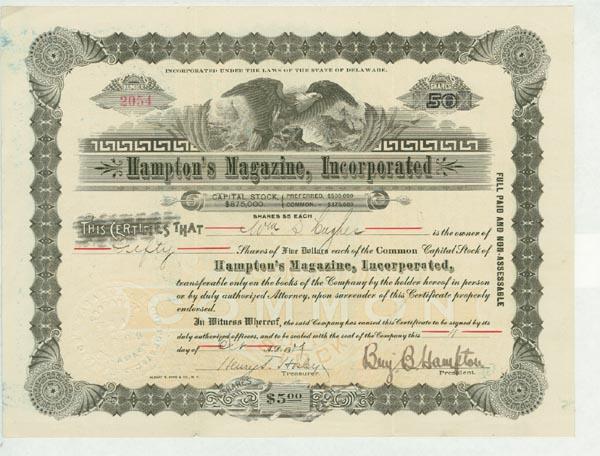 INCORPORATED UNDER THE LAWS OF THE STATE OF DELAWARE.
NUMBER SHARES
2054 50
Hampton's Magazine, Incorporated
CAPITAL STOCK, $875,000 PREFERRED, $500,000 COMMON, $375,000
SHARES $5 EACH
THIS CERTIFIES THAT Wm S Hughes is the owner of
Fifty Shares of Five Dollars each of the Common Capital Stock of
Hampton's Magazine, Incorporated,
transferable only on the books of the Company by the holder hereof in person
or by duly authorized Attorney, upon surrender of this Certificate properly
endorsed.
In Witness Whereof, the said Company has caused this Certificate to be signed by its
duly authorized officers, and to be sealed with the seal of the Company this
day of A.D. 19
Benj B Hampton
Treasurer. President.
SHARES
$5.00
FULL PAID AND NON-ASSESSABLE
COMMON